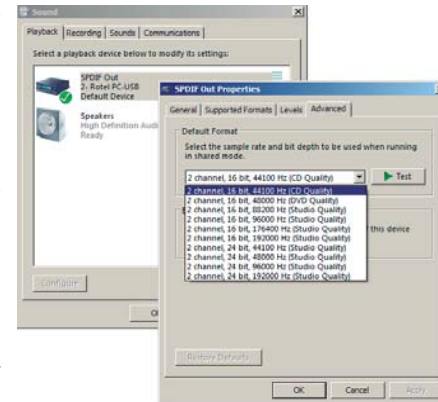 Sound
Playback
Recording
Sounds
Communications
Select a playback device below to modify its settings:
SPDIF Out
2- Rotel PC-USB
Default Device
Speakers
High Definition Audi
Ready
Configure
SPDIF Out Properties
General
Supported Formats
Levels
Advanced
Default Format
Select the sample rate and bit depth to be used when running
in shared mode.
2 channel, 16 bit, 44100 Hz (CD Quality)
Test
2 channel, 16 bit, 44100 Hz (CD Quality)
2 channel, 16 bit, 48000 Hz (DVD Quality)
2 channel, 16 bit, 88200 Hz (Studio Quality)
2 channel, 16 bit, 96000 Hz (Studio Quality)
2 channel, 16 bit, 176400 Hz (Studio Quality)
2 channel, 16 bit, 192000 Hz (Studio Quality)
2 channel, 24 bit, 44100 Hz (Studio Quality)
2 channel, 24 bit, 48000 Hz (Studio Quality)
2 channel, 24 bit, 96000 Hz (Studio Quality)
2 channel, 24 bit, 192000 Hz (Studio Quality)
this device
Restore Defaults
OK
Cancel
Apply